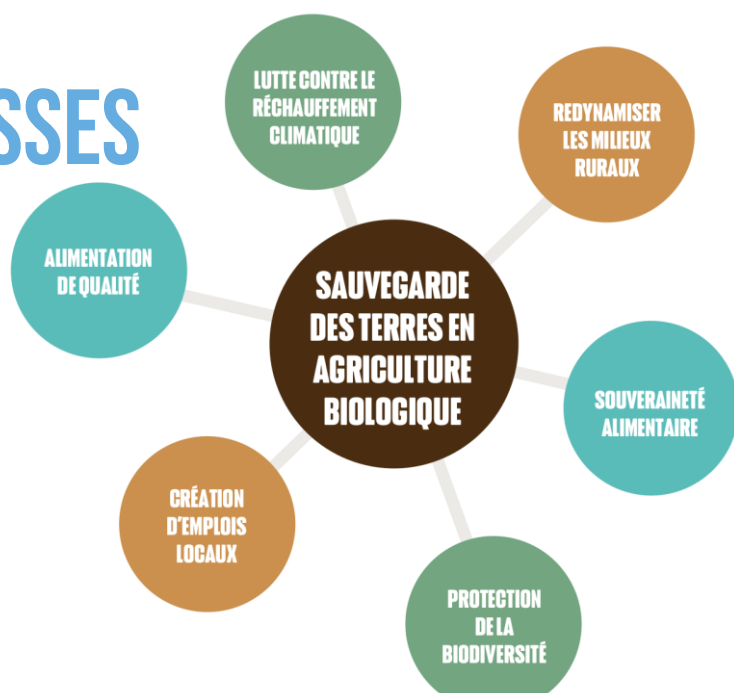 SSES
LUTTE CONTRE LE
RÉCHAUFFEMENT
CLIMATIQUE
REDYNAMISER
LES MILIEUX
RURAUX
ALIMENTATION
DE QUALITÉ
SAUVEGARDE
DES TERRES EN
AGRICULTURE
BIOLOGIQUE
SOUVERAINETÉ
ALIMENTAIRE
CRÉATION
D'EMPLOIS
LOCAUX
PROTECTION
DE LA
BIODIVERSITÉ